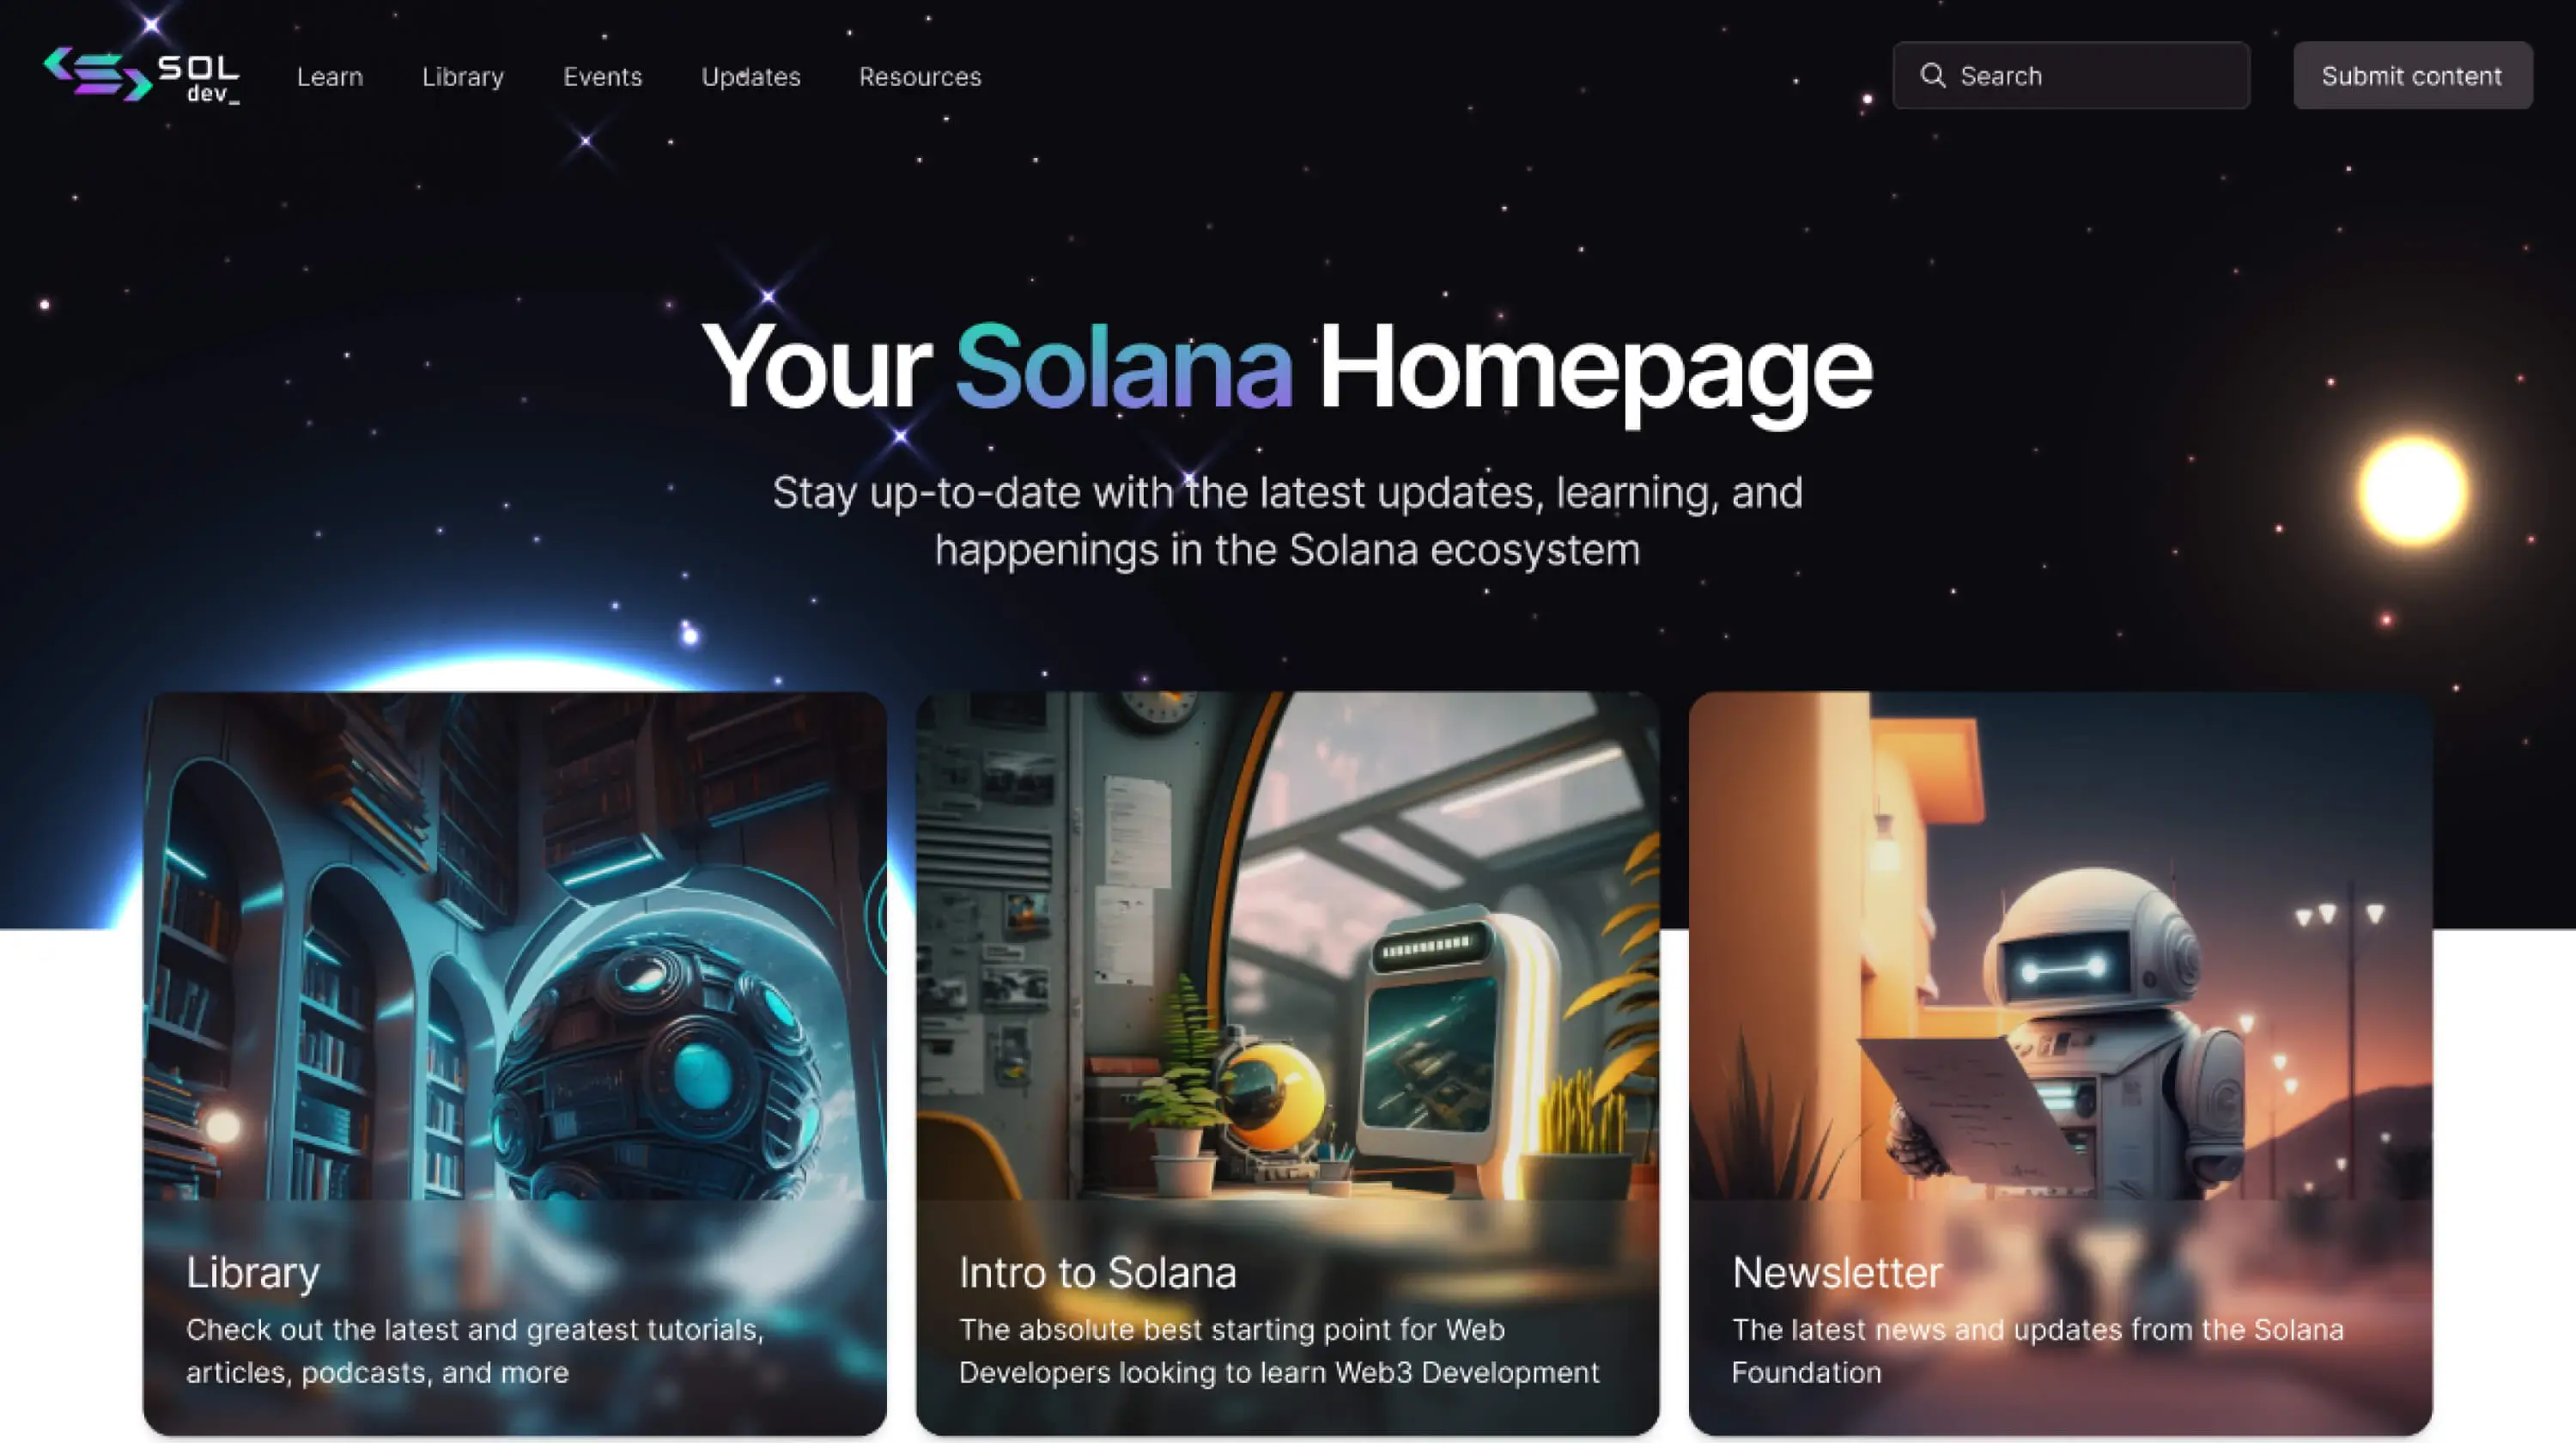 SOL
dev_
Learn
Library
Events
Updates
Resources
Search
Submit content
Your Solana Homepage
Stay up-to-date with the latest updates, learning, and
happenings in the Solana ecosystem
Library
Check out the latest and greatest tutorials,
articles, podcasts, and more
Intro to Solana
The absolute best starting point for Web
Developers looking to learn Web3 Development
Newsletter
The latest news and updates from the Solana
Foundation